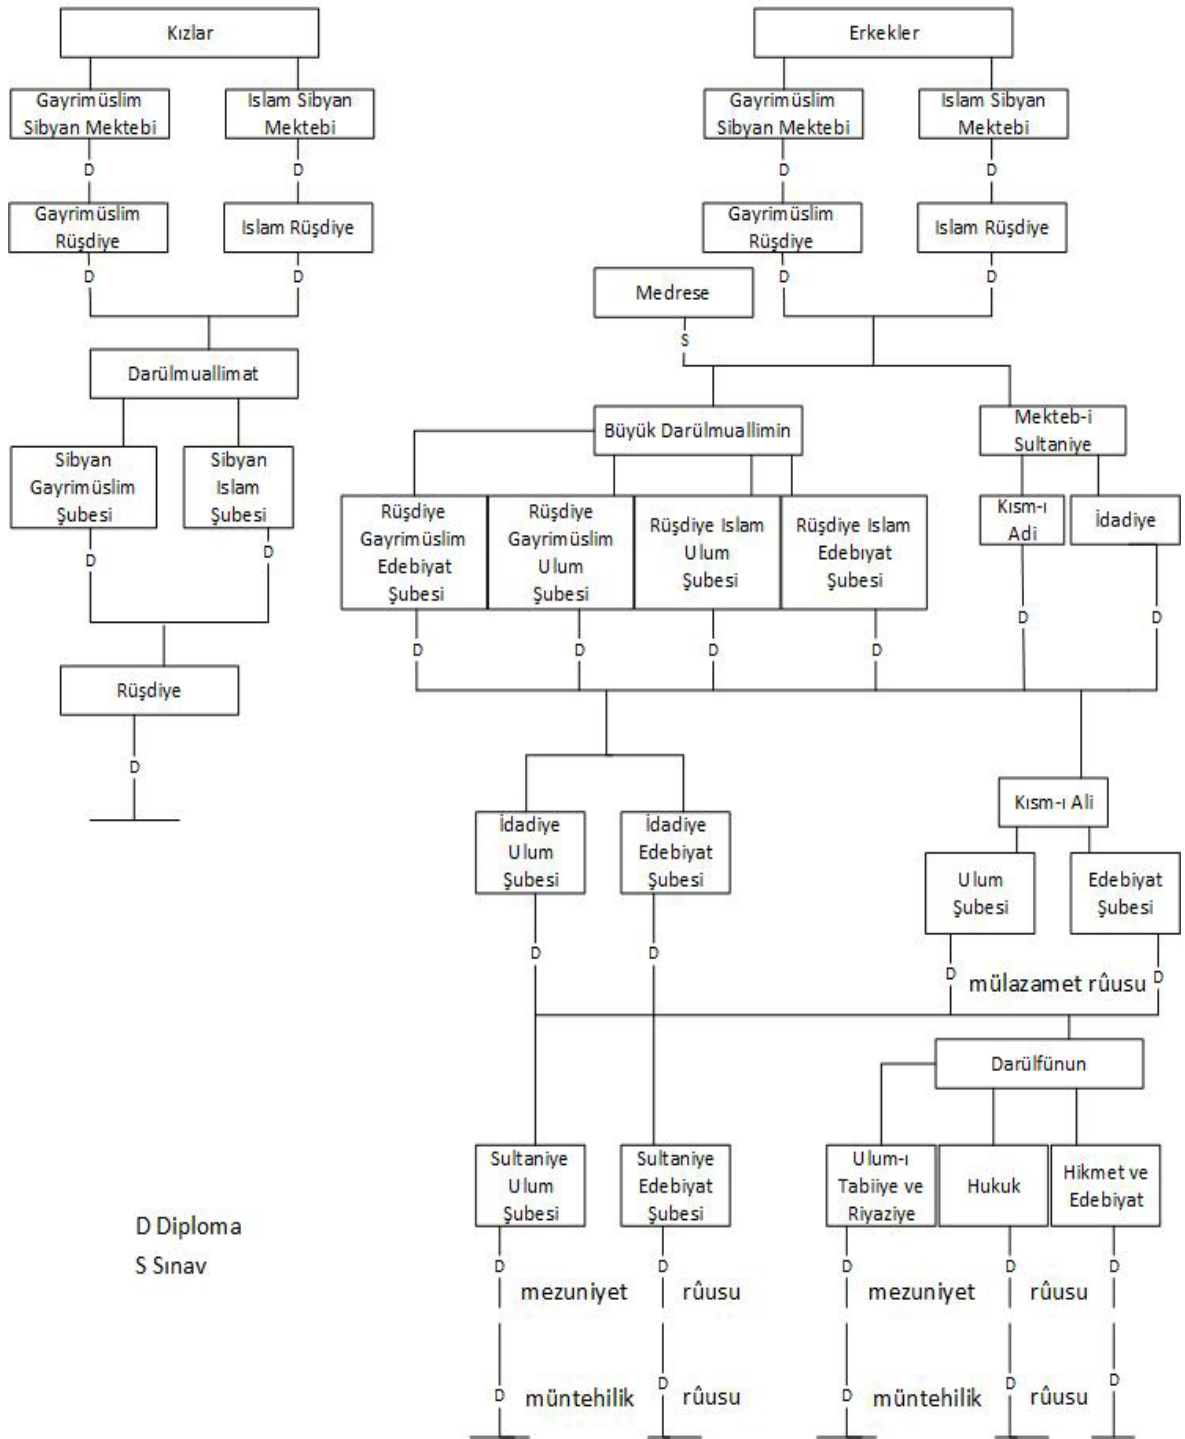 Kızlar
Erkekler
Gayrimüslim
Sibyan Mektebi
Islam Sibyan
Mektebi
Gayrimüslim
Sibyan Mektebi
Islam Sibyan
Mektebi
D
D
D
D
Gayrimüslim
Rüşdiye
Islam Rüşdiye
Gayrimüslim
Rüşdiye
Islam Rüşdiye
D
D
D
D
Medrese
S
Darülmuallimat
Büyük Darülmuallimin
Mekteb-i
Sultaniye
Sibyan
Gayrimüslim
Şubesi
Sibyan
Islam
Şubesi
Rüşdiye
Gayrimüslim
Edebiyat
Şubesi
Rüşdiye
Gayrimüslim
Ulum
Şubesi
Rüşdiye Islam
Ulum
Şubesi
Rüşdiye Islam
Edebıyat
Şubesi
Kısm-ı
Adi
İdadiye
D
D
D
D
D
D
D
D
Rüşdiye
D
Kısm-ı Ali
İdadiye
Ulum
Şubesi
İdadiye
Edebiyat
Şubesi
Ulum
Şubesi
Edebiyat
Şubesi
D
D
D
mülazamet rûusu
D
Darülfünun
Sultaniye
Ulum
Şubesi
Sultaniye
Edebiyat
Şubesi
Ulum-ı
Tabiiye ve
Riyaziye
Hukuk
Hikmet ve
Edebiyat
D Diploma
S Sınav
D
D
D
D
D
mezuniyet rûusu
mezuniyet rûusu
D müntehilik D rûusu
D müntehilik D rûusu D